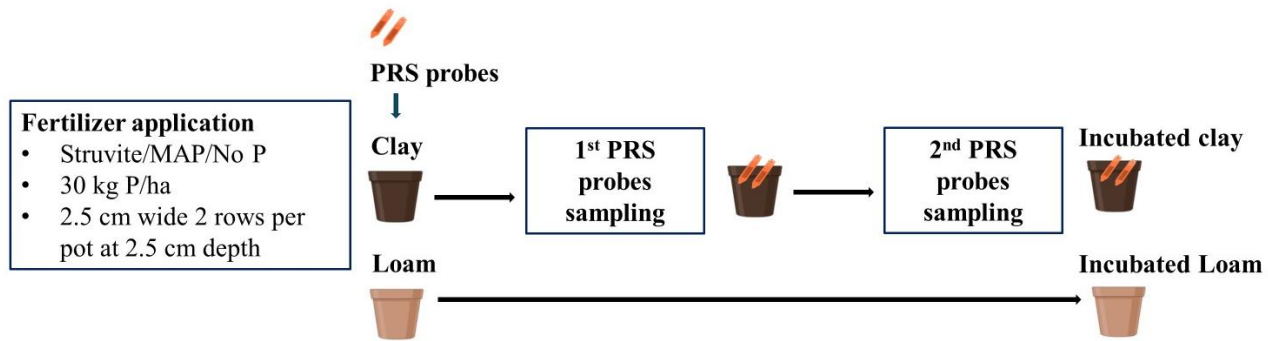 PRS probes
Fertilizer application
• Struvite/MAP/No P
• 30 kg P/ha
• 2.5 cm wide 2 rows per
pot at 2.5 cm depth
Clay
1st PRS
probes
sampling
2nd PRS
probes
sampling
Incubated clay
Loam
Incubated Loam